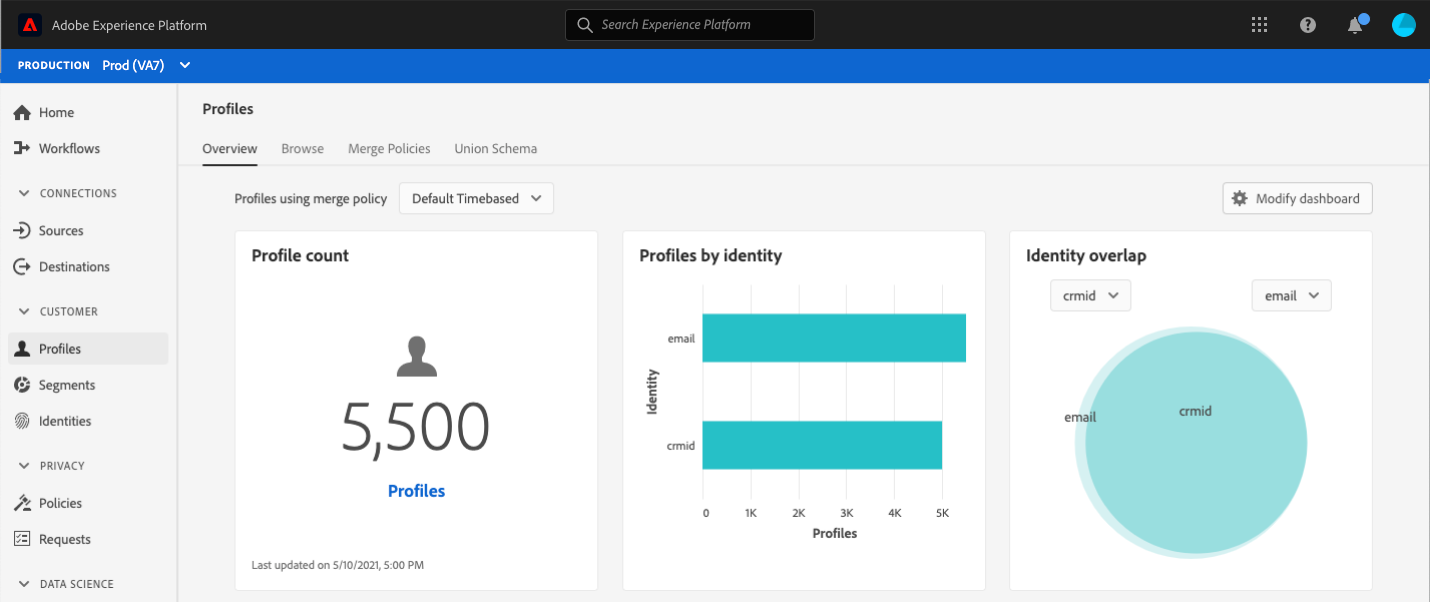 Adobe Experience Platform
Search Experience Platform
PRODUCTION Prod (VA7)
Home
Workflows
CONNECTIONS
Sources
Destinations
CUSTOMER
Profiles
Segments
Identities
PRIVACY
Policies
Requests
DATA SCIENCE
Profiles
Overview Browse Merge Policies Union Schema
Profiles using merge policy Default Timebased Modify dashboard
Profile count
5,500
Profiles
Last updated on 5/10/2021, 5:00 PM
Profiles by identity
Identity
email
crmid
0 1K 2K 3K 4K 5K
Profiles
Identity overlap
crmid email
email crmid